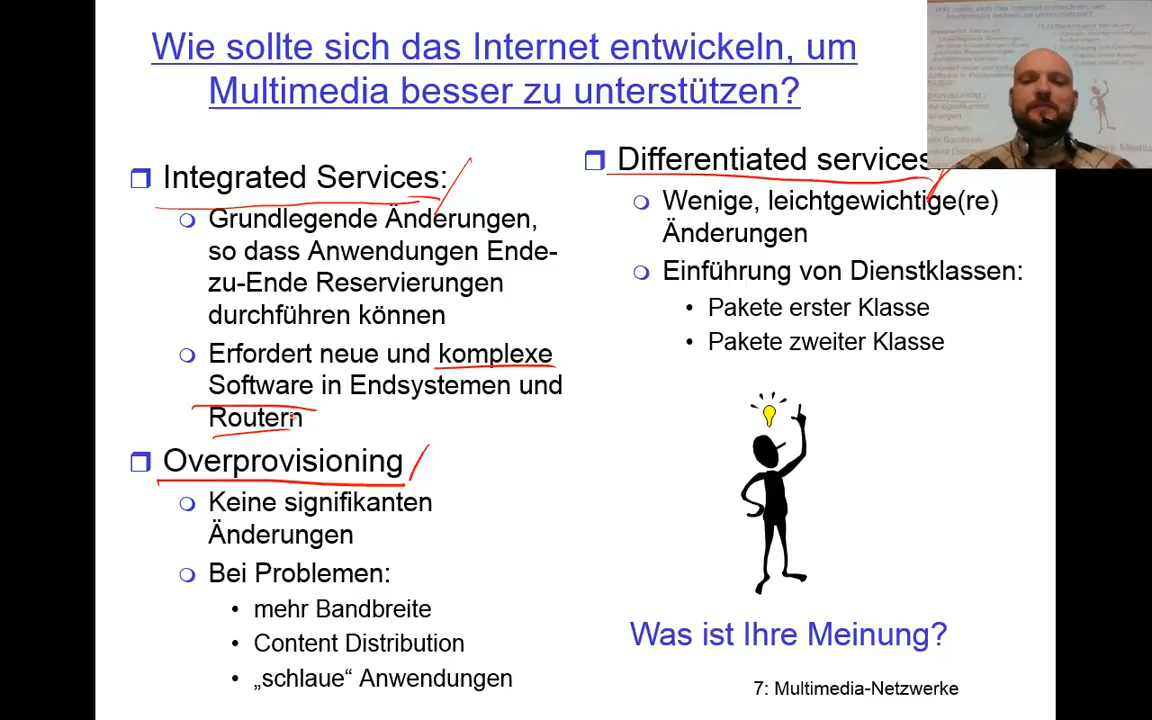 Wie sollte sich das Internet entwickeln, um
Multimedia besser zu unterstützen?
Integrated Services:
Grundlegende Änderungen,
so dass Anwendungen Ende-
zu-Ende Reservierungen
durchführen können
Erfordert neue und komplexe
Software in Endsystemen und
Routern
Overprovisioning
Keine signifikanten
Änderungen
Bei Problemen:
• mehr Bandbreite
• Content Distribution
• „schlaue“ Anwendungen
Differentiated services
Wenige, leichtgewichtige(re)
Änderungen
Einführung von Dienstklassen:
• Pakete erster Klasse
• Pakete zweiter Klasse
Was ist Ihre Meinung?
7: Multimedia-Netzwerke